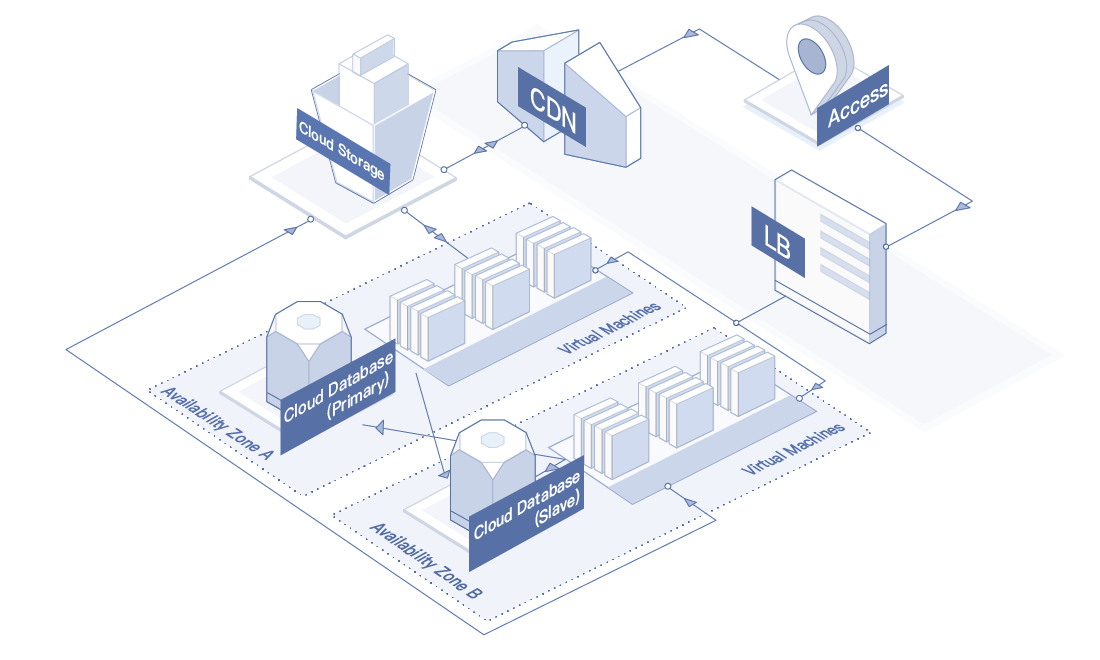 CDN
Access
Cloud Storage
LB
Virtual Machines
Cloud Database
(Primary)
Availability Zone A
Virtual Machines
Cloud Database
(Slave)
Availability Zone B